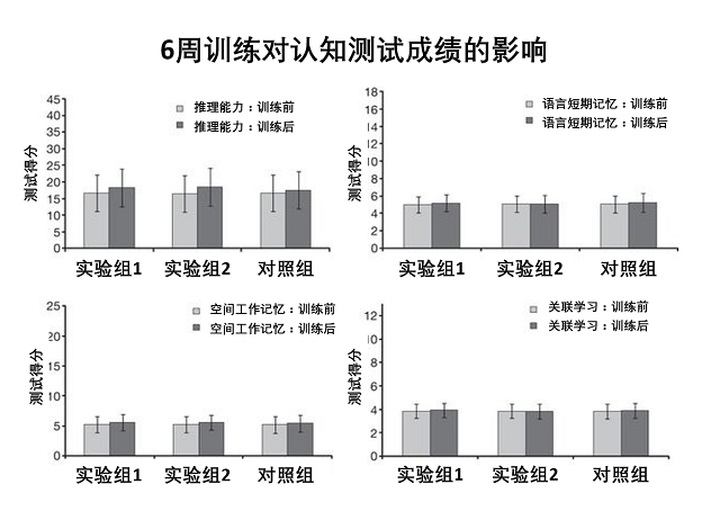 6周训练对认知测试成绩的影响
推理能力：训练前
推理能力：训练后
测试得分
45
40
35
30
25
20
15
10
5
0
实验组1 实验组2 对照组
语言短期记忆：训练前
语言短期记忆：训练后
测试得分
18
16
14
12
10
8
6
4
2
0
实验组1 实验组2 对照组
空间工作记忆：训练前
空间工作记忆：训练后
测试得分
25
20
15
10
5
0
实验组1 实验组2 对照组
关联学习：训练前
关联学习：训练后
测试得分
12
10
8
6
4
2
0
实验组1 实验组2 对照组